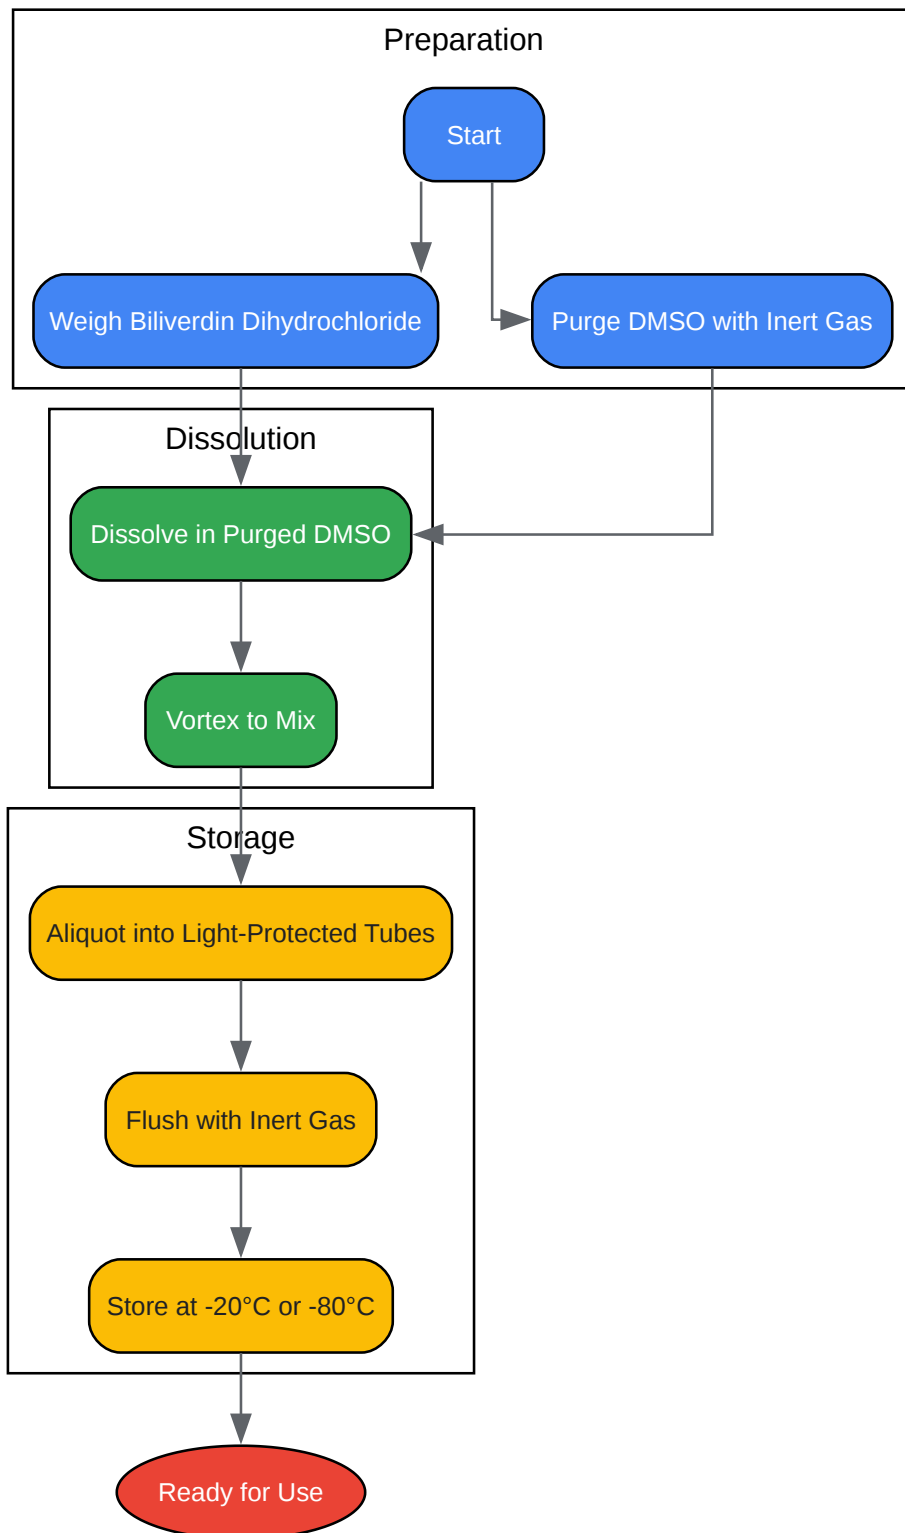 Preparation
Start
Weigh Biliverdin Dihydrochloride
Purge DMSO with Inert Gas
Dissolution
Dissolve in Purged DMSO
Vortex to Mix
Storage
Aliquot into Light-Protected Tubes
Flush with Inert Gas
Store at -20°C or -80°C
Ready for Use